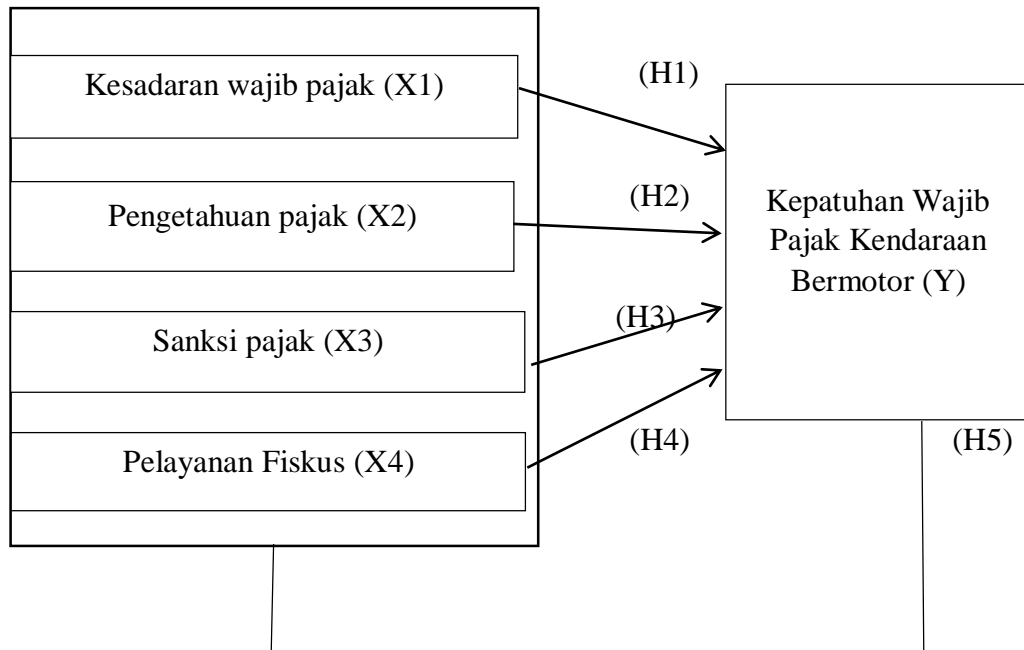 Kesadaran wajib pajak (X1)
(H1)
Pengetahuan pajak (X2)
(H2)
Sanksi pajak (X3)
(H3)
Pelayanan Fiskus (X4)
(H4)
Kepatuhan Wajib
Pajak Kendaraan
Bermotor (Y)
(H5)